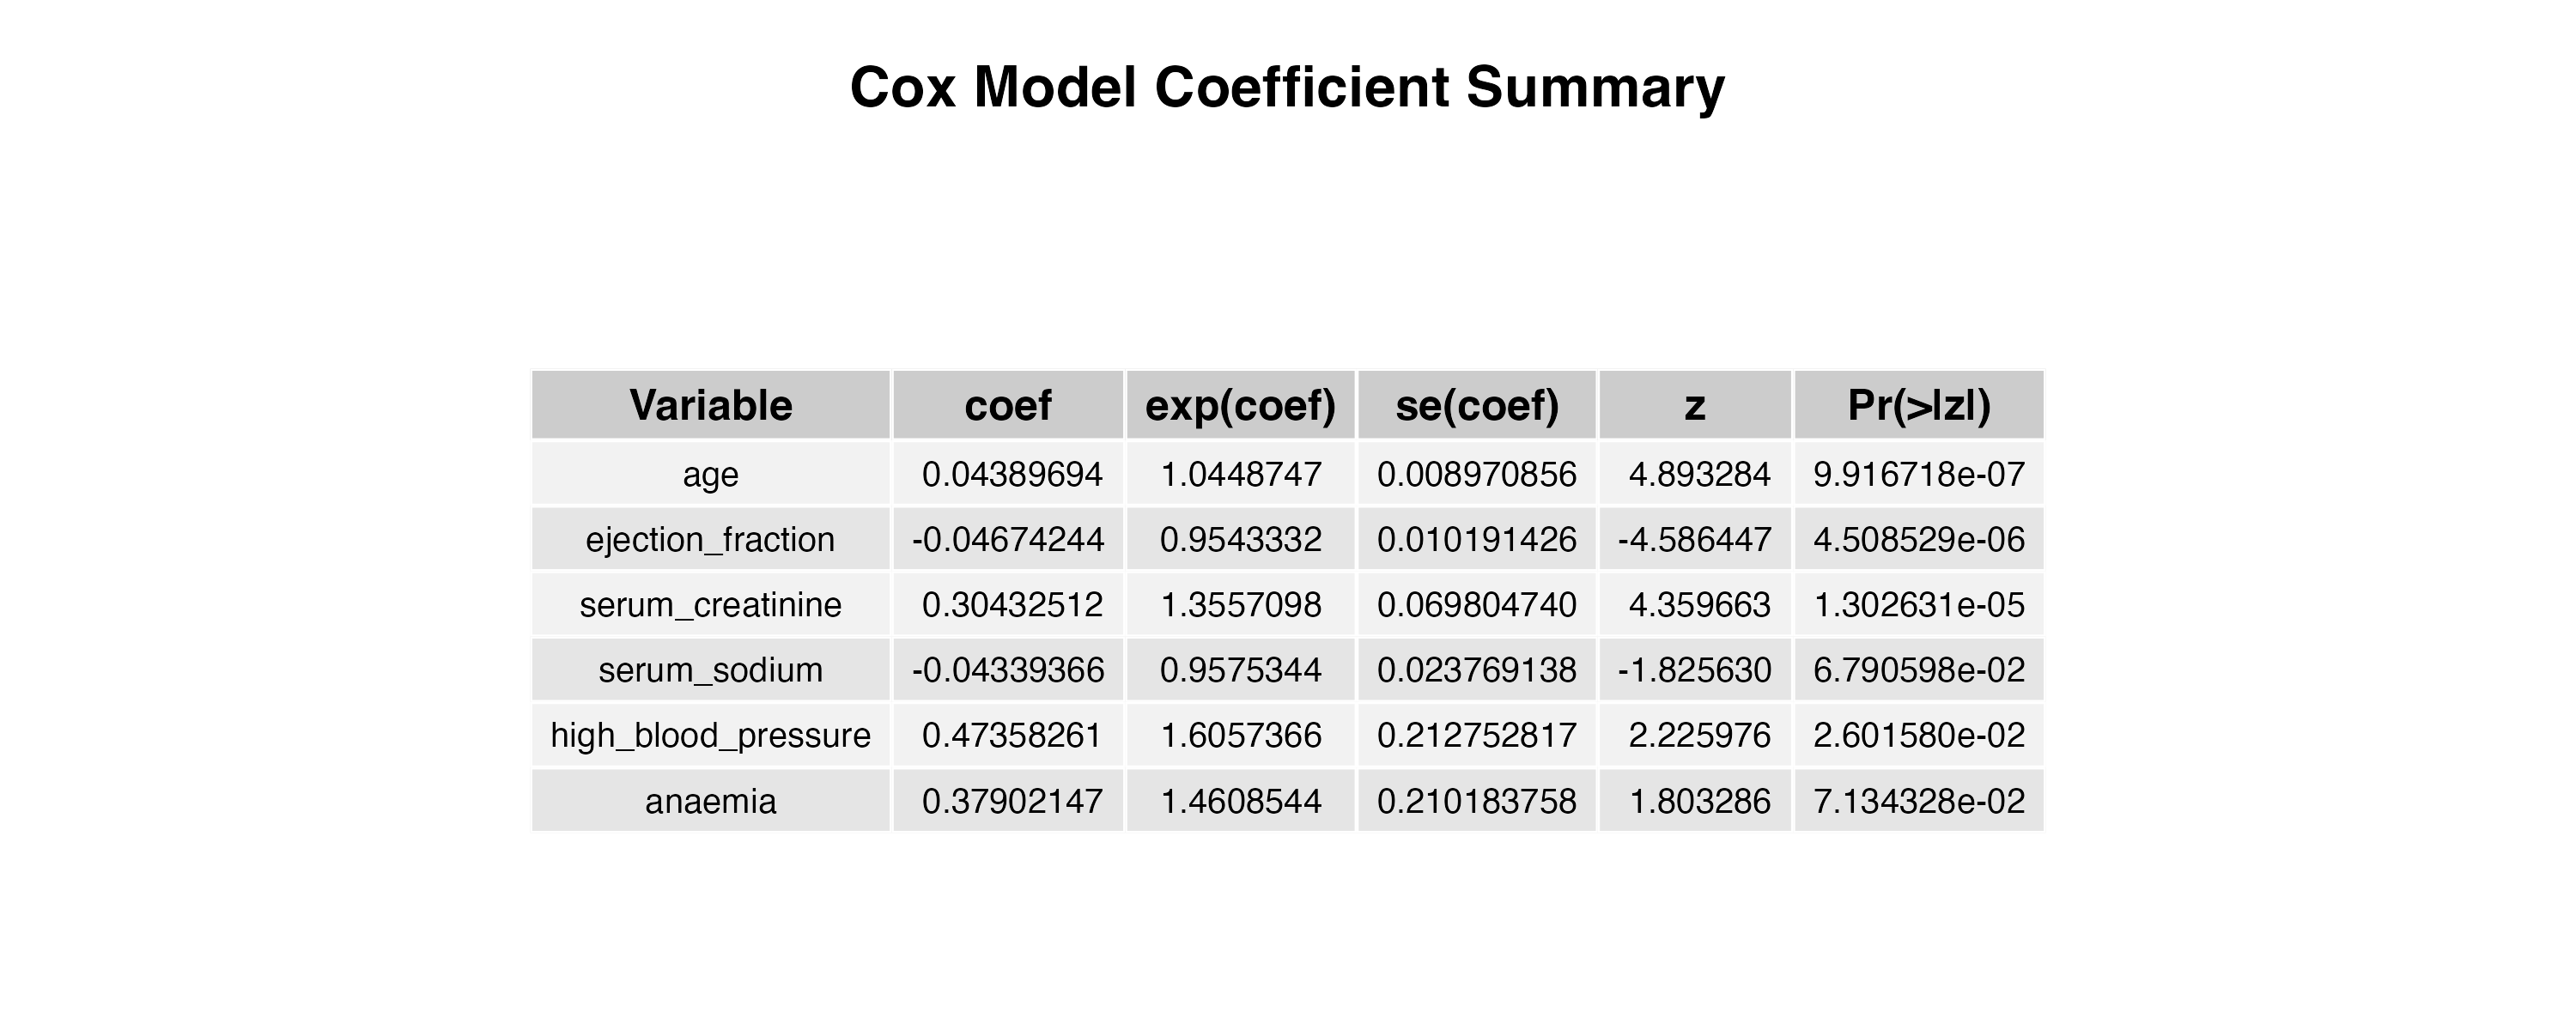 Cox Model Coefficient Summary
Variable coef exp(coef) se(coef) z Pr(>|z|)
age 0.04389694 1.0448747 0.008970856 4.893284 9.916718e-07
ejection_fraction -0.04674244 0.9543332 0.010191426 -4.586447 4.508529e-06
serum_creatinine 0.30432512 1.3557098 0.069804740 4.359663 1.302631e-05
serum_sodium -0.04339366 0.9575344 0.023769138 -1.825630 6.790598e-02
high_blood_pressure 0.47358261 1.6057366 0.212752817 2.225976 2.601580e-02
anaemia 0.37902147 1.4608544 0.210183758 1.803286 7.134328e-02